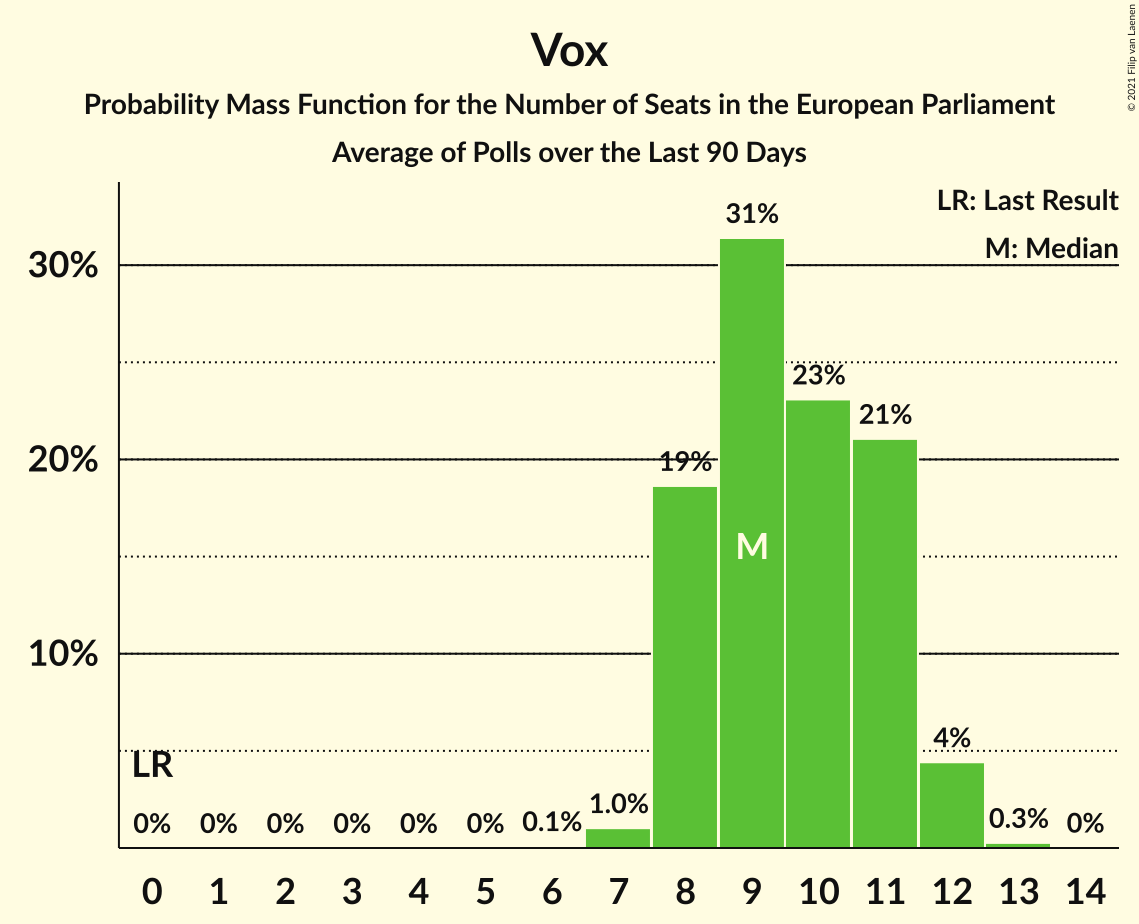 Vox
Probability Mass Function for the Number of Seats in the European Parliament
Average of Polls over the Last 90 Days
© 2021 Filip van Laenen
LR: Last Result
M: Median
30%
20%
10%
31%
23%
21%
19%
M
4%
LR
0% 0% 0% 0% 0% 0% 0.1% 1.0% 0.3% 0%
0 1 2 3 4 5 6 7 8 9 10 11 12 13 14